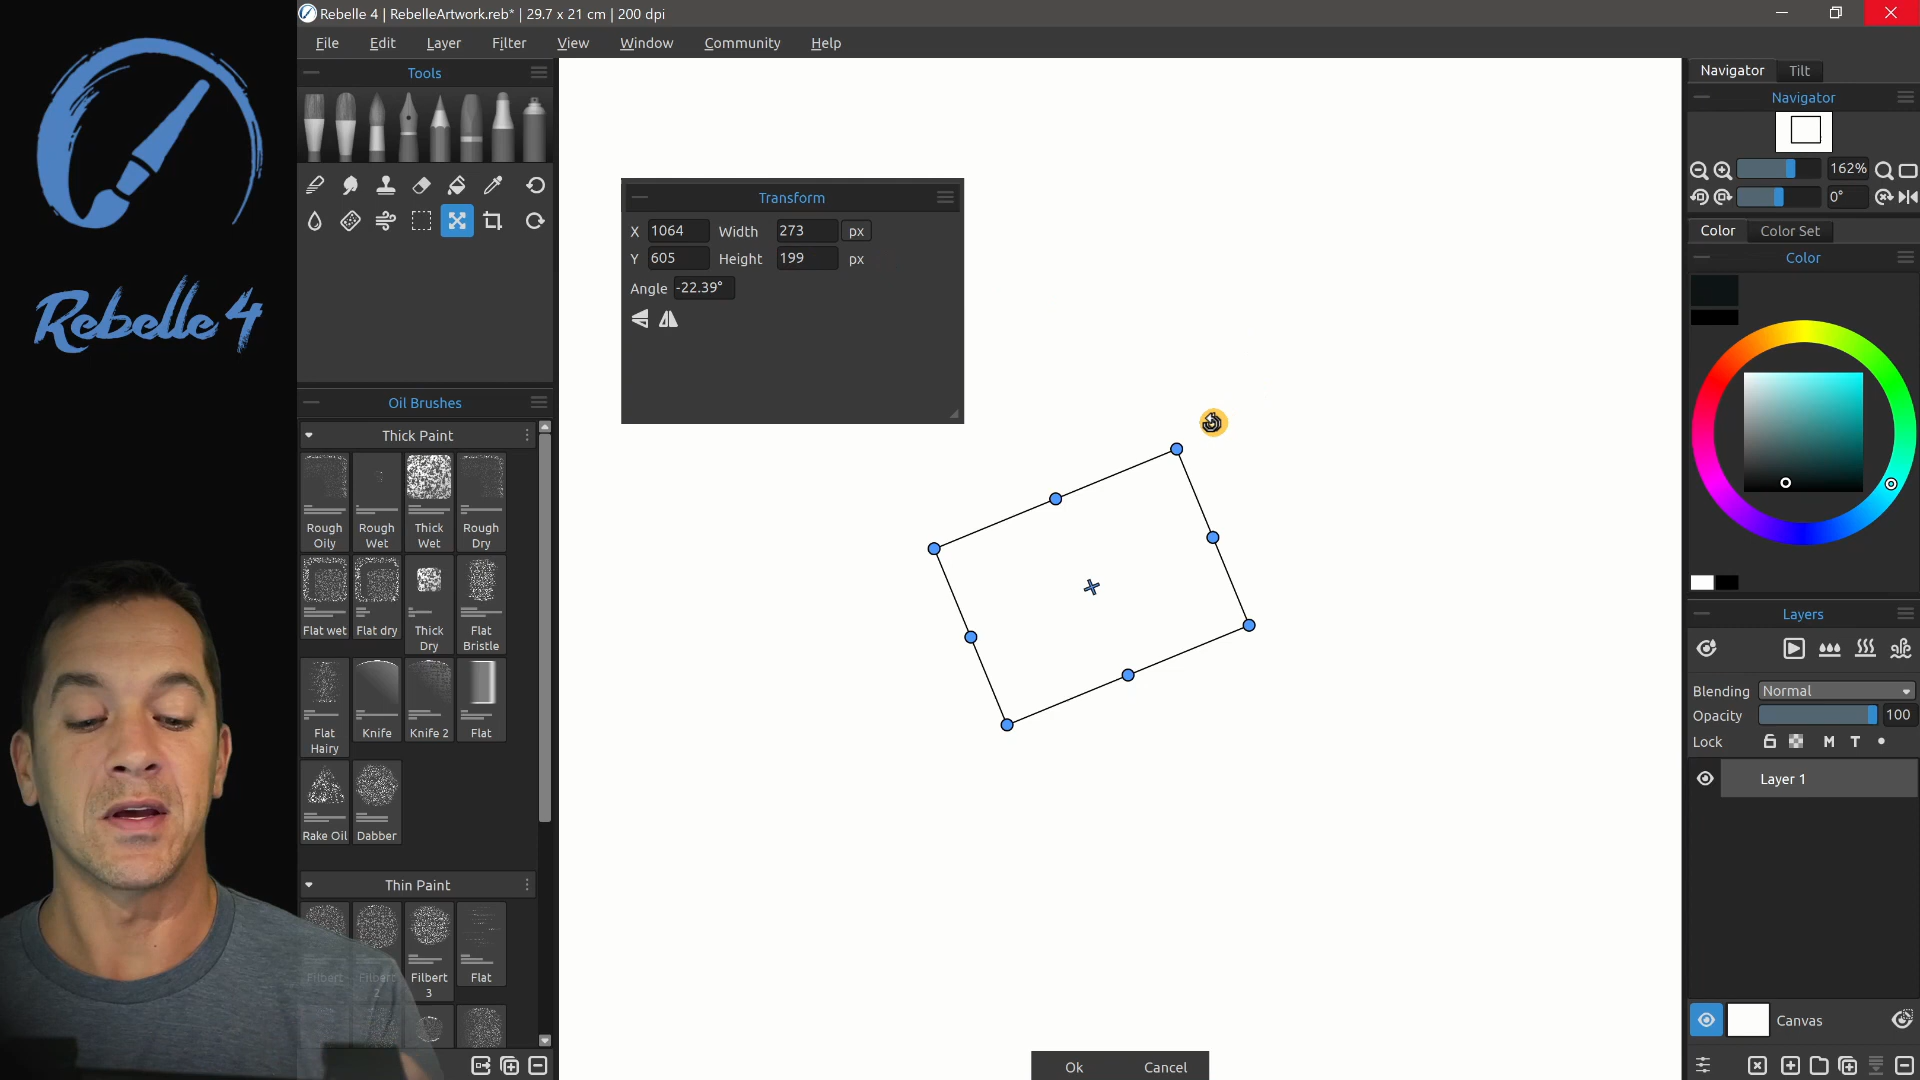 Rebelle 4 | RebelleArtwork.reb* | 29.7 x 21 cm | 200 dpi
File Edit Layer Filter View Window Community Help
Rebelle 4
Tools
Oil Brushes
Thick Paint
Rough Oily
Rough Wet
Thick Wet
Rough Dry
Flat wet
Flat dry
Thick Dry
Flat Bristle
Flat Hairy
Knife
Knife 2
Flat
Rake Oil
Dabber
Thin Paint
Filbert
Filbert 2
Filbert 3
Flat
Transform
X 1064 Width 273 px
Y 605 Height 199 px
Angle -22.39°
Ok Cancel
Navigator Tilt
Navigator
162%
0°
Color Color Set
Color
Layers
Blending Normal
Opacity 100
Lock M T
Layer 1
Canvas